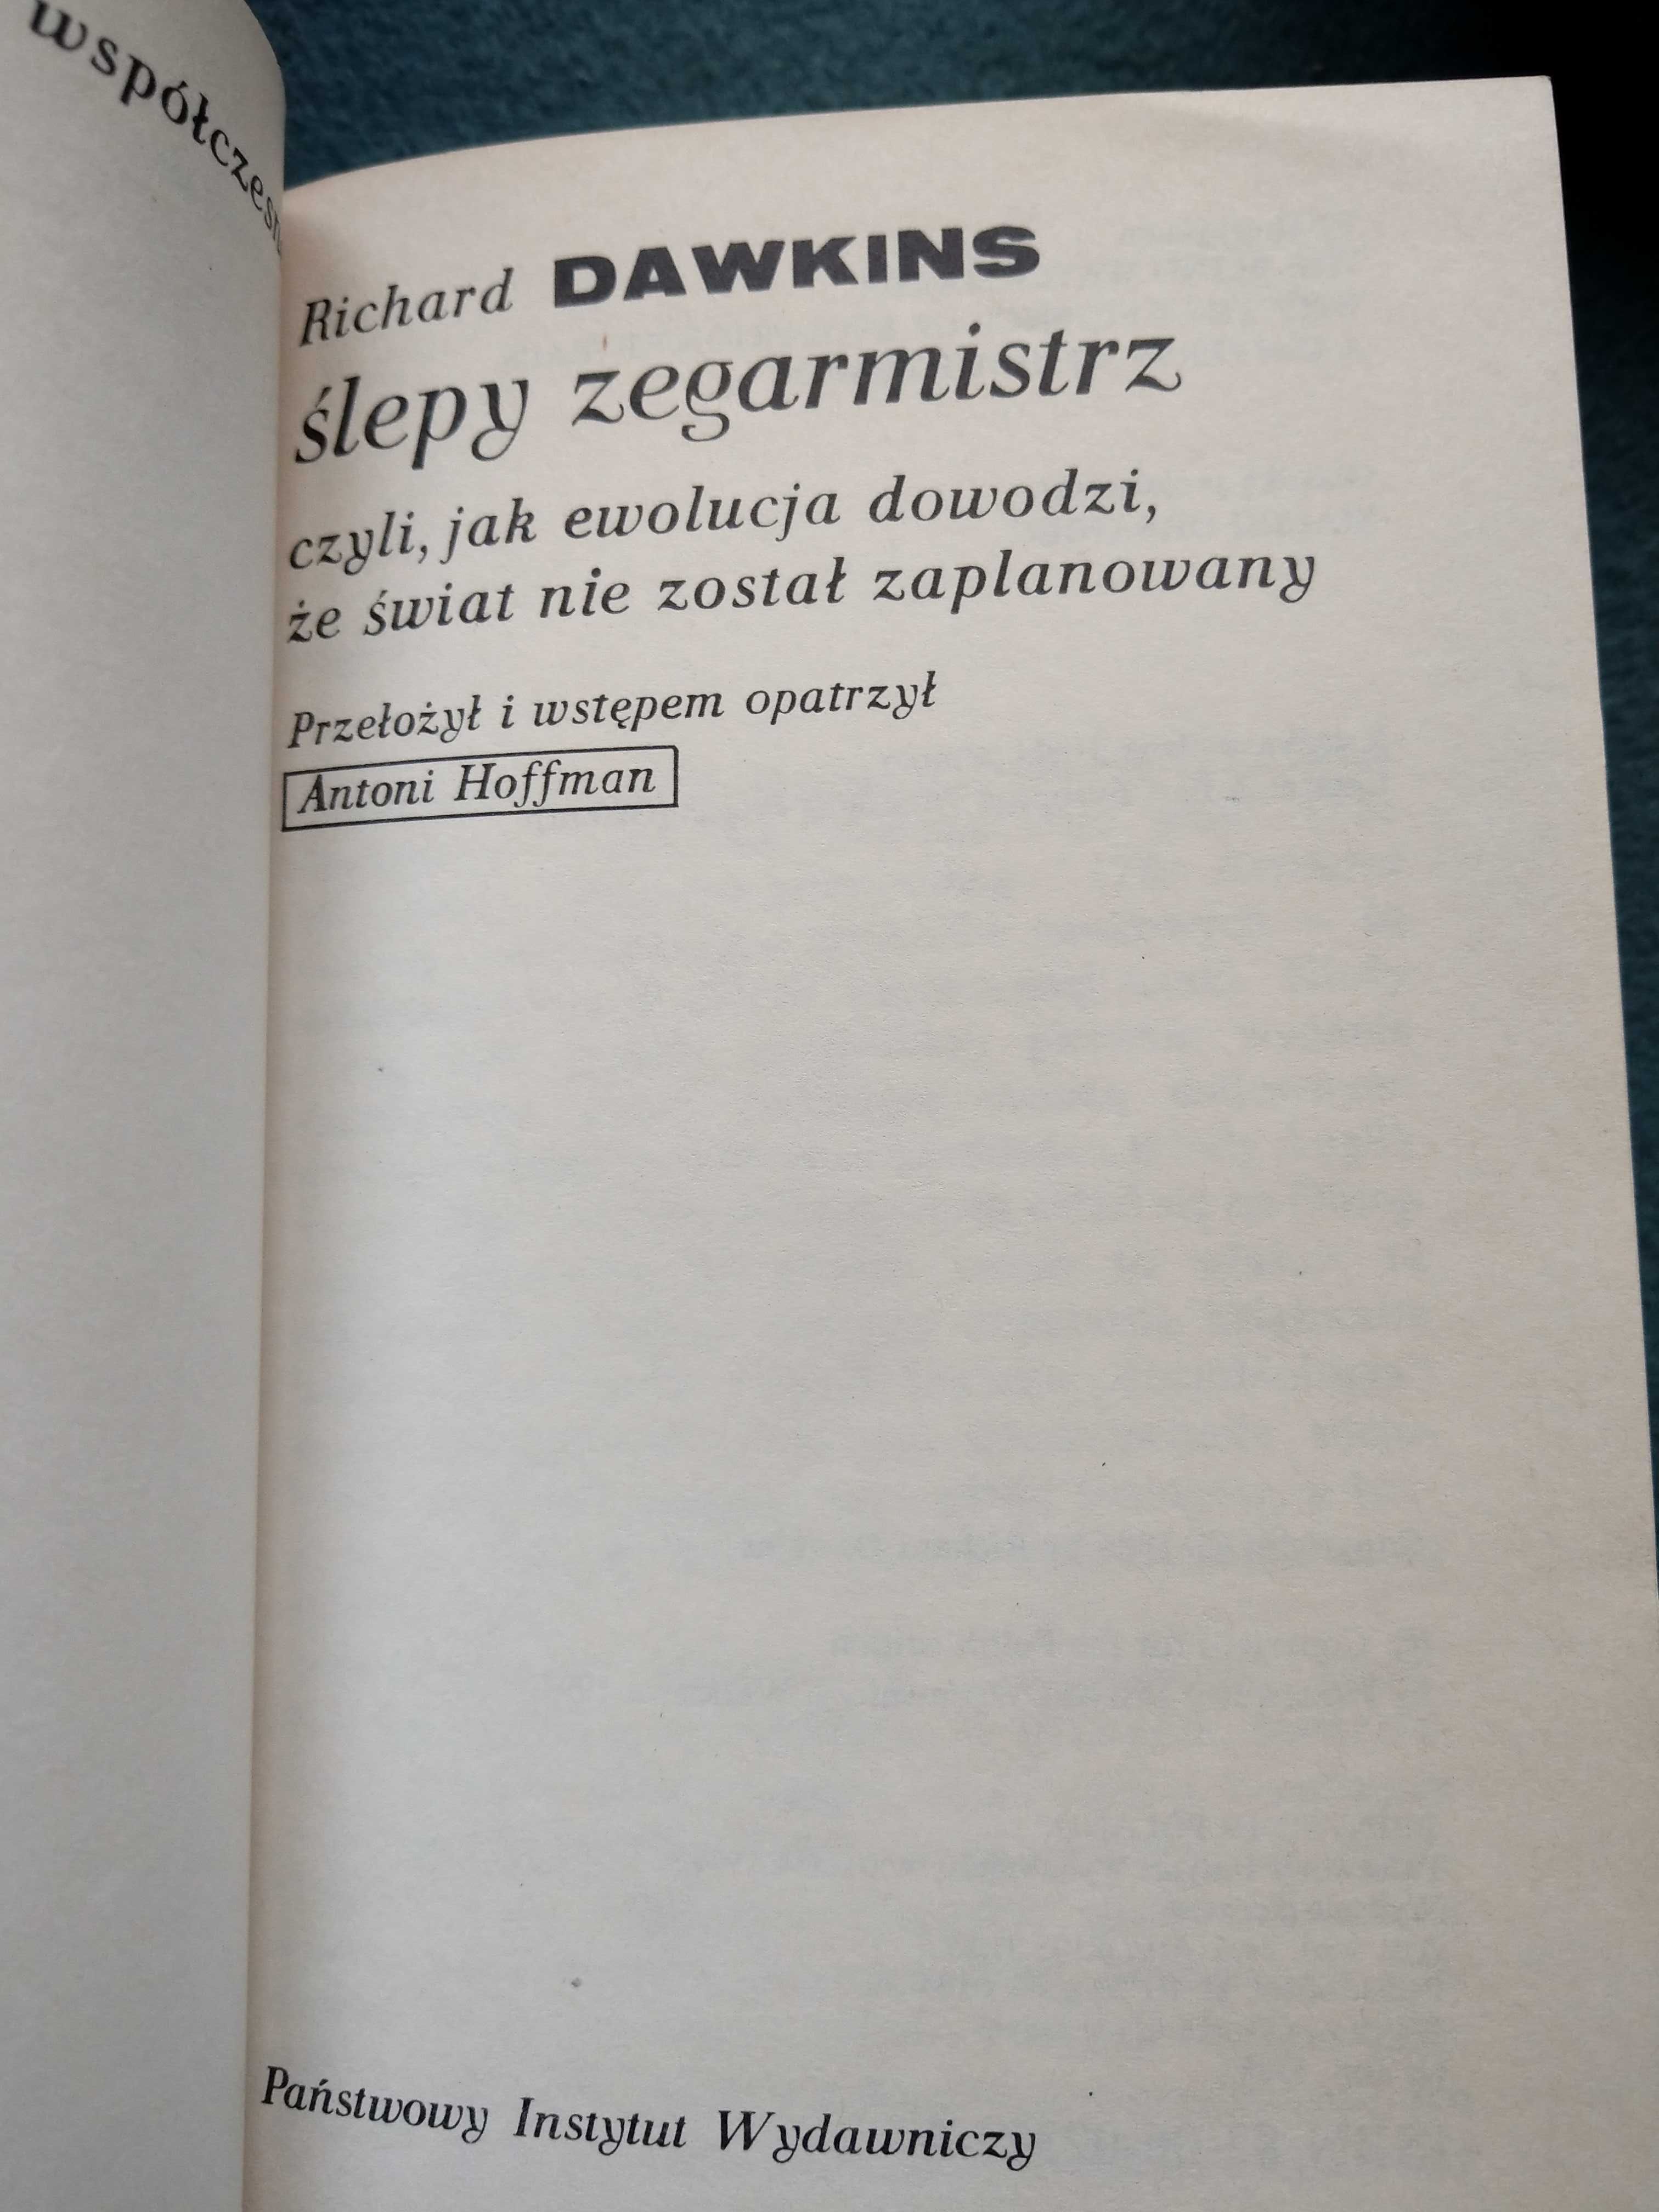 Richard DAWKINS
ślepy zegarmistrz
czyli, jak ewolucja dowodzi,
że świat nie został zaplanowany
Przełożył i wstępem opatrzył
Antoni Hoffman
Państwowy Instytut Wydawniczy